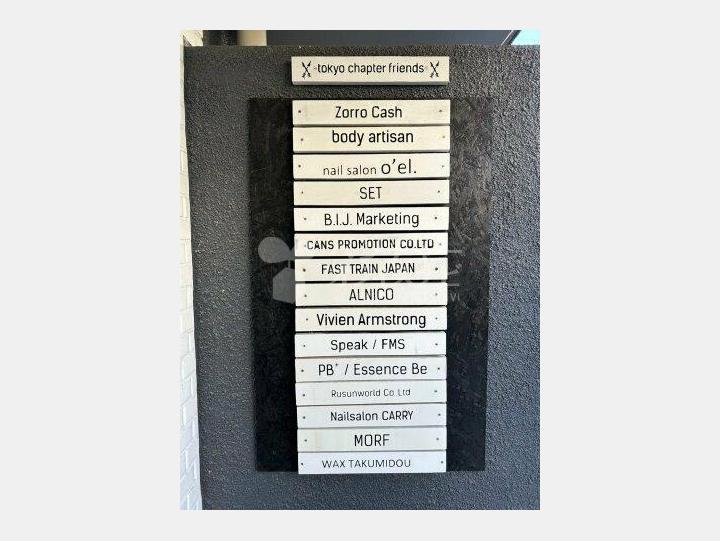 tokyo chapter friends
Zorro Cash
body artisan
nail salon o'el.
SET
B.I.J. Marketing
CANS PROMOTION CO.LTD
FAST TRAIN JAPAN
ALNICO
Vivien Armstrong
Speak / FMS
PB+ / Essence Be
Rusunworld Co. Ltd
Nailsalon CARRY
MORF
WAX TAKUMIDOU